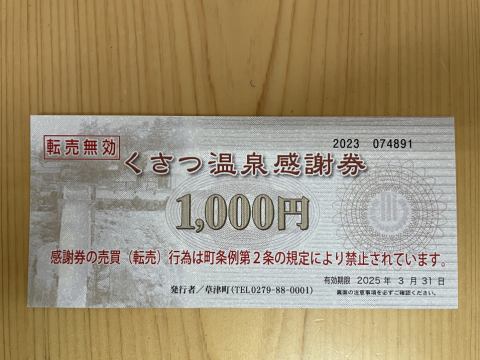 転売無効
2023 074891
くさつ温泉感謝券
1,000円
感謝券の売買（転売）行為は町条例第２条の規定により禁止されています。
有効期限 2025年 3月 31日
裏面の注意事項を必ずご確認ください。
発行者／草津町（TEL0279-88-0001）